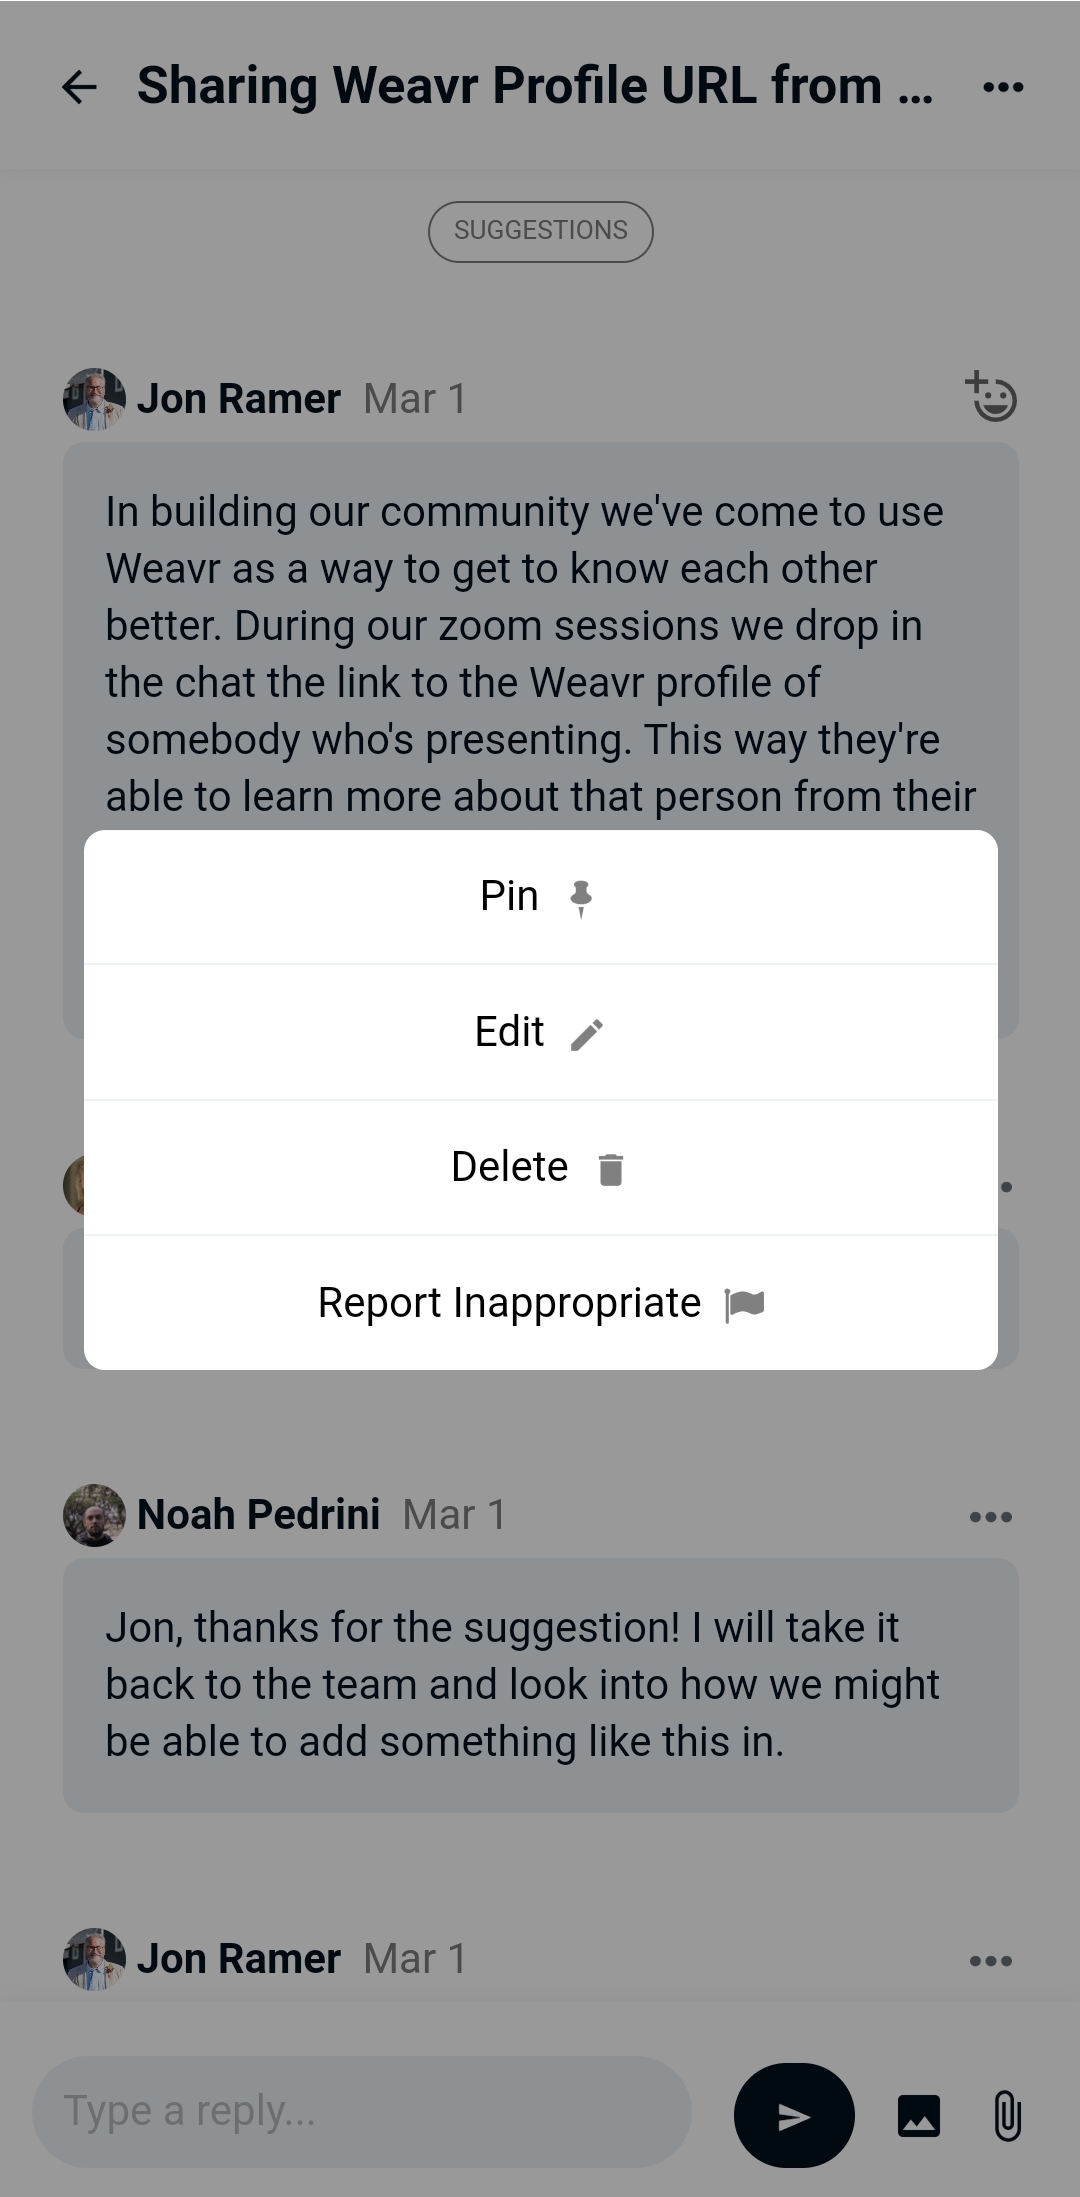 Sharing Weavr Profile URL from ...
SUGGESTIONS
Jon Ramer Mar 1
In building our community we've come to use
Weavr as a way to get to know each other
better. During our zoom sessions we drop in
the chat the link to the Weavr profile of
somebody who's presenting. This way they're
able to learn more about that person from their
Pin
Edit
Delete
Report Inappropriate
Noah Pedrini Mar 1
Jon, thanks for the suggestion! I will take it
back to the team and look into how we might
be able to add something like this in.
Jon Ramer Mar 1
Type a reply...